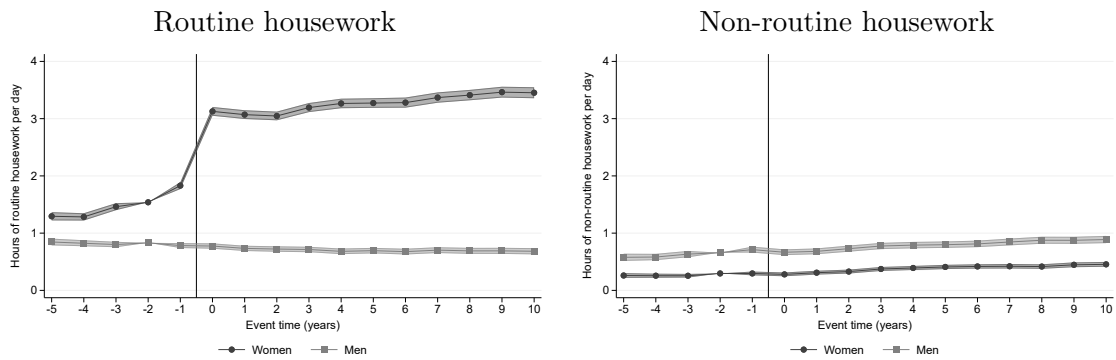 Routine housework
Hours of routine housework per day
4
3
2
1
0
-5 -4 -3 -2 -1 0 1 2 3 4 5 6 7 8 9 10
Event time (years)
Women Men
Non-routine housework
Hours of non-routine housework per day
4
3
2
1
0
-5 -4 -3 -2 -1 0 1 2 3 4 5 6 7 8 9 10
Event time (years)
Women Men